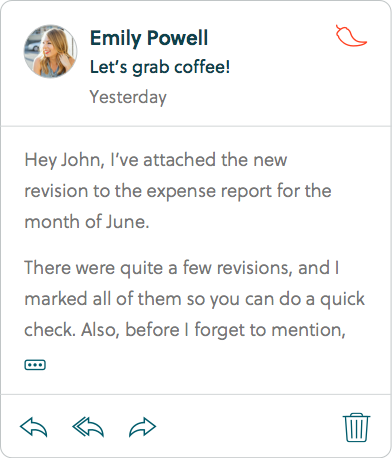 Emily Powell
Let's grab coffee!
Yesterday
Hey John, I've attached the new
revision to the expense report for the
month of June.
There were quite a few revisions, and I
marked all of them so you can do a quick
check. Also, before I forget to mention,